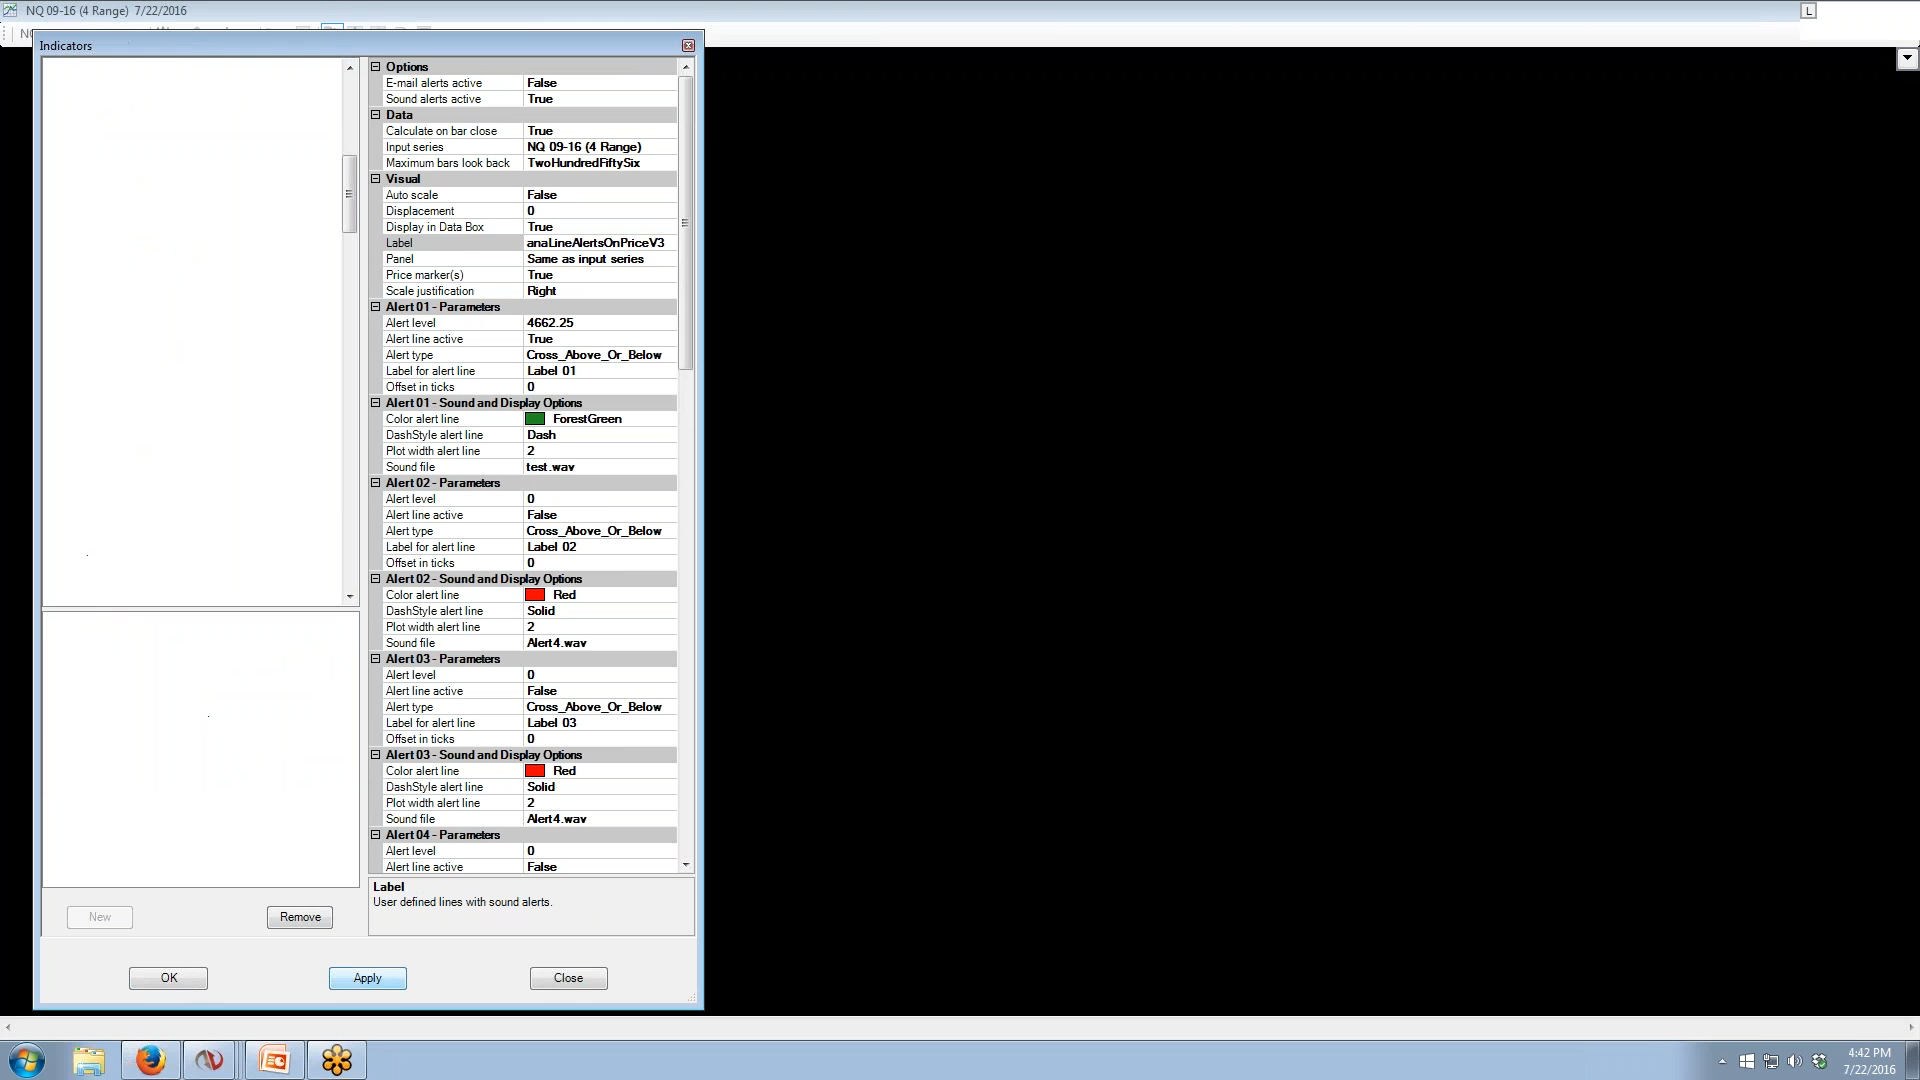 NQ 09-16 (4 Range)  7/22/2016
L
Indicators
Options
E-mail alerts active False
Sound alerts active True
Data
Calculate on bar close True
Input series NQ 09-16 (4 Range)
Maximum bars look back TwoHundredFiftySix
Visual
Auto scale False
Displacement 0
Display in Data Box True
Label anaLineAlertsOnPriceV3
Panel Same as input series
Price marker(s) True
Scale justification Right
Alert 01 - Parameters
Alert level 4662.25
Alert line active True
Alert type Cross_Above_Or_Below
Label for alert line Label 01
Offset in ticks 0
Alert 01 - Sound and Display Options
Color alert line ForestGreen
DashStyle alert line Dash
Plot width alert line 2
Sound file test.wav
Alert 02 - Parameters
Alert level 0
Alert line active False
Alert type Cross_Above_Or_Below
Label for alert line Label 02
Offset in ticks 0
Alert 02 - Sound and Display Options
Color alert line Red
DashStyle alert line Solid
Plot width alert line 2
Sound file Alert4.wav
Alert 03 - Parameters
Alert level 0
Alert line active False
Alert type Cross_Above_Or_Below
Label for alert line Label 03
Offset in ticks 0
Alert 03 - Sound and Display Options
Color alert line Red
DashStyle alert line Solid
Plot width alert line 2
Sound file Alert4.wav
Alert 04 - Parameters
Alert level 0
Alert line active False
Label
User defined lines with sound alerts.
New Remove
OK Apply Close
4:42 PM
7/22/2016